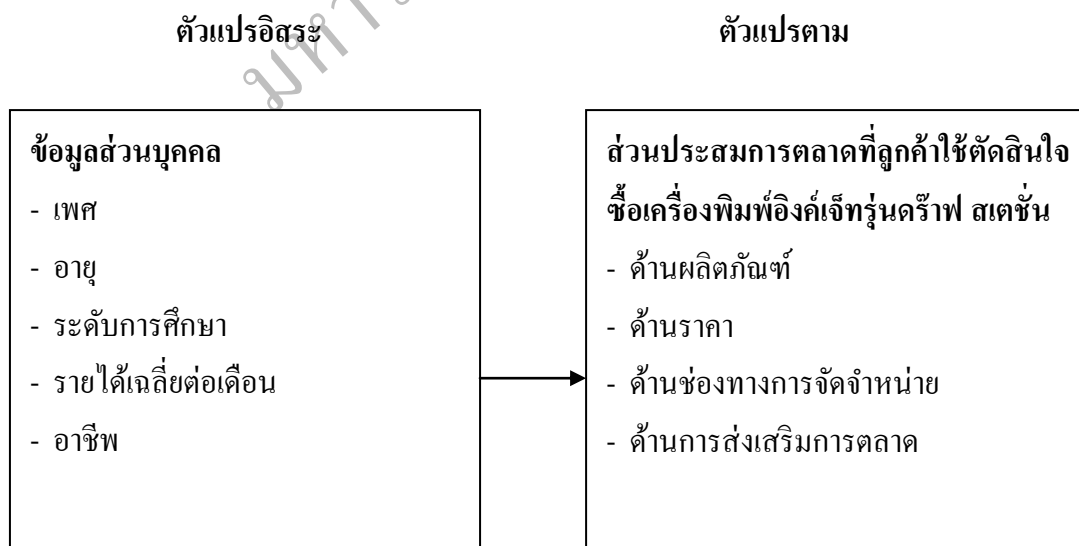 ตัวแปรอิสระ
ตัวแปรตาม
ข้อมูลส่วนบุคคล
- เพศ
- อายุ
- ระดับการศึกษา
- รายได้เฉลี่ยต่อเดือน
- อาชีพ
ส่วนประสมการตลาดที่ลูกค้าใช้ตัดสินใจ
ซื้อเครื่องพิมพ์อิงค์เจ็ทรุ่นดร๊าฟ สเตชั่น
- ด้านผลิตภัณฑ์
- ด้านราคา
- ด้านช่องทางการจัดจำหน่าย
- ด้านการส่งเสริมการตลาด